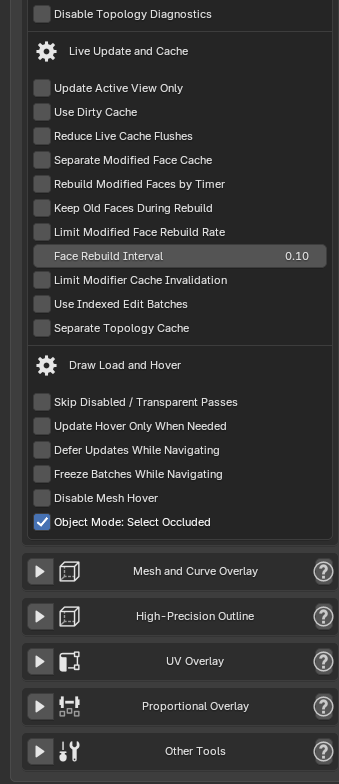 Disable Topology Diagnostics
Live Update and Cache
Update Active View Only
Use Dirty Cache
Reduce Live Cache Flushes
Separate Modified Face Cache
Rebuild Modified Faces by Timer
Keep Old Faces During Rebuild
Limit Modified Face Rebuild Rate
Face Rebuild Interval 0.10
Limit Modifier Cache Invalidation
Use Indexed Edit Batches
Separate Topology Cache
Draw Load and Hover
Skip Disabled / Transparent Passes
Update Hover Only When Needed
Defer Updates While Navigating
Freeze Batches While Navigating
Disable Mesh Hover
Object Mode: Select Occluded
Mesh and Curve Overlay ?
High-Precision Outline ?
UV Overlay ?
Proportional Overlay ?
Other Tools ?